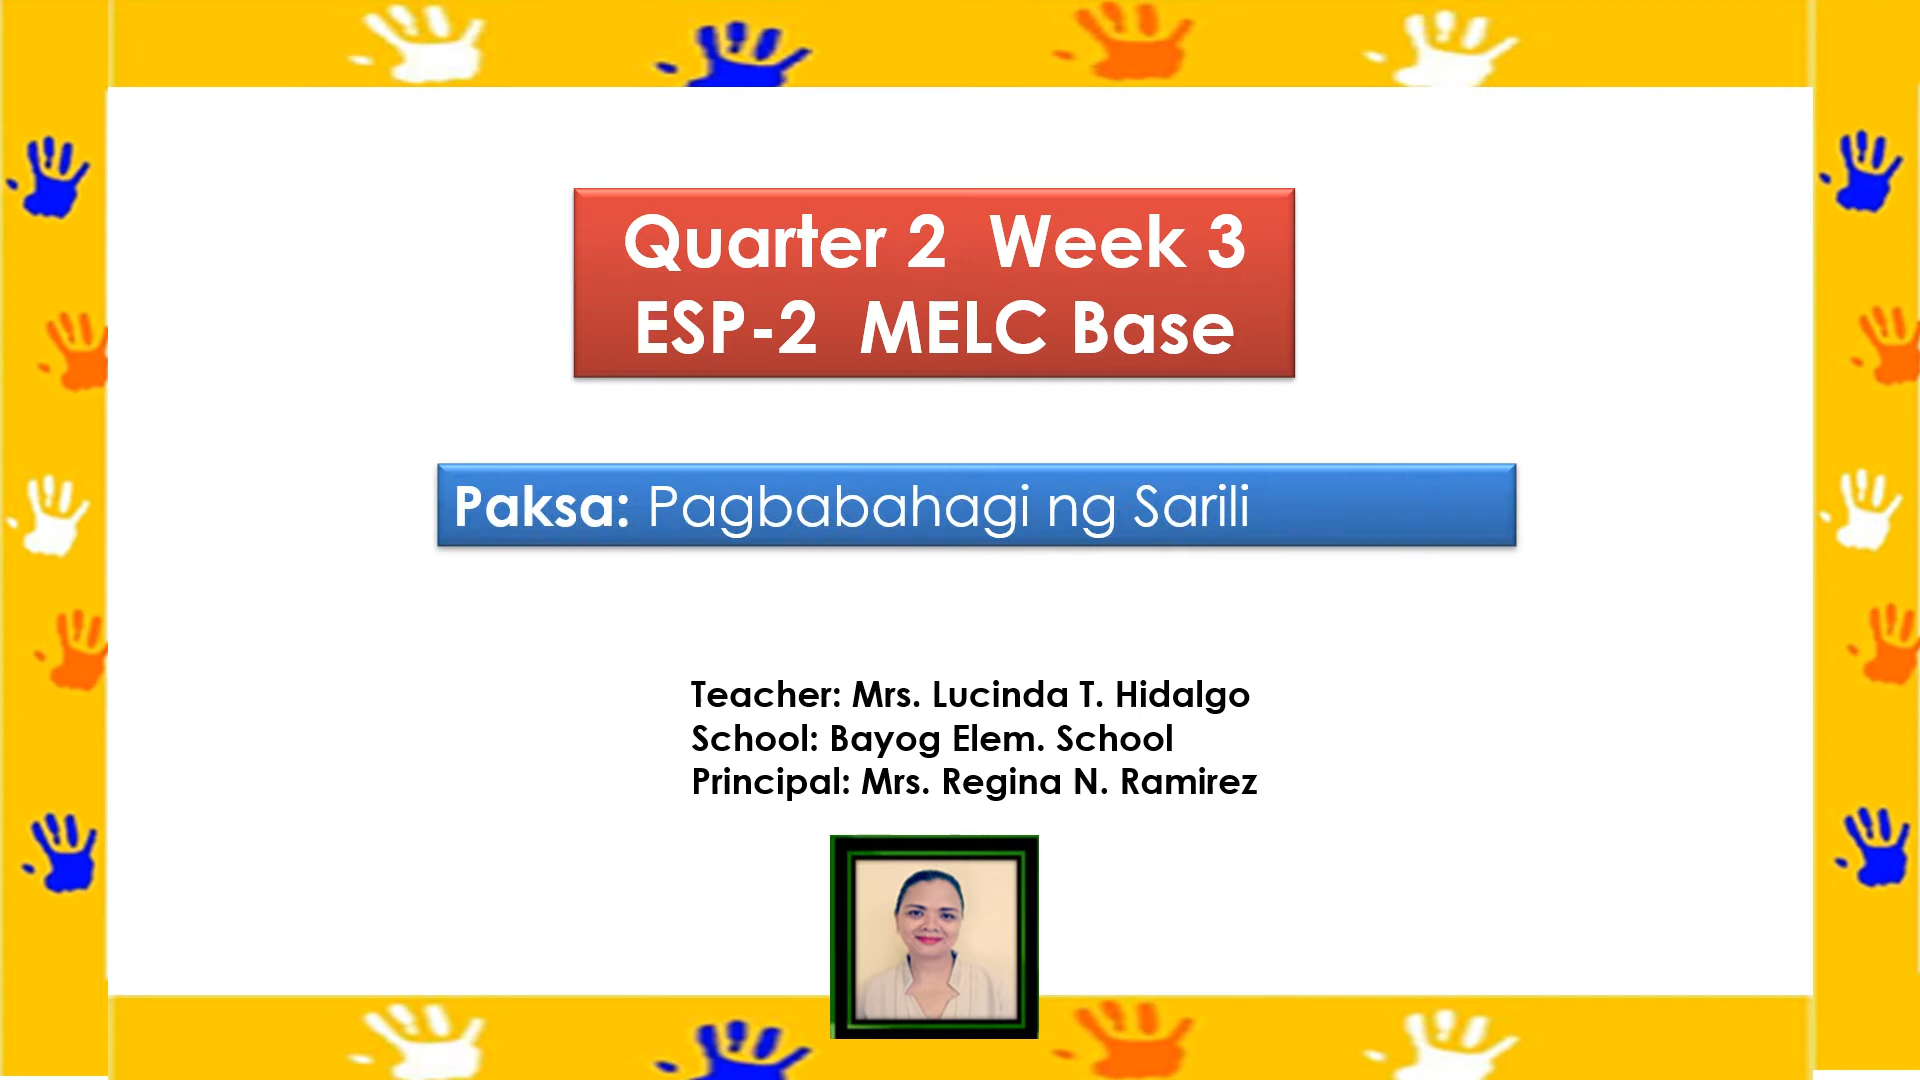 Quarter 2 Week 3
ESP-2 MELC Base
Paksa: Pagbabahagi ng Sarili
Teacher: Mrs. Lucinda T. Hidalgo
School: Bayog Elem. School
Principal: Mrs. Regina N. Ramirez